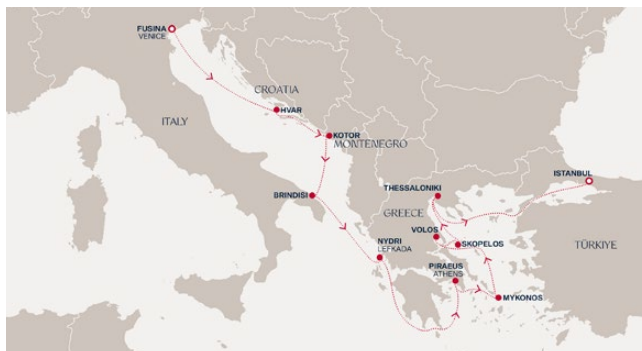 FUSINA
VENICE
CROATIA
HVAR
ITALY
KOTOR
MONTENEGRO
BRINDISI
THESSALONIKI
ISTANBUL
GREECE
VOLOS
SKOPELOS
NYDRI
LEFKADA
PIRAEUS
ATHENS
TÜRKIYE
MYKONOS